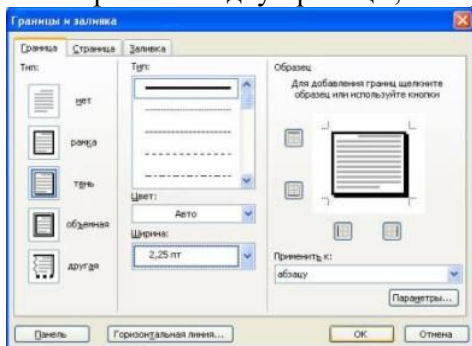 Границы и заливка
Граница Страница Заливка
Тип:
нет
рамка
тень
объемная
другая
Тип:
Цвет:
Авто
Ширина:
2,25 пт
Образец
Для добавления границ щелкните
образец или используйте кнопки
Применить к:
абзацу
Параметры...
Панель
Горизонтальная линия...
ОК
Отмена